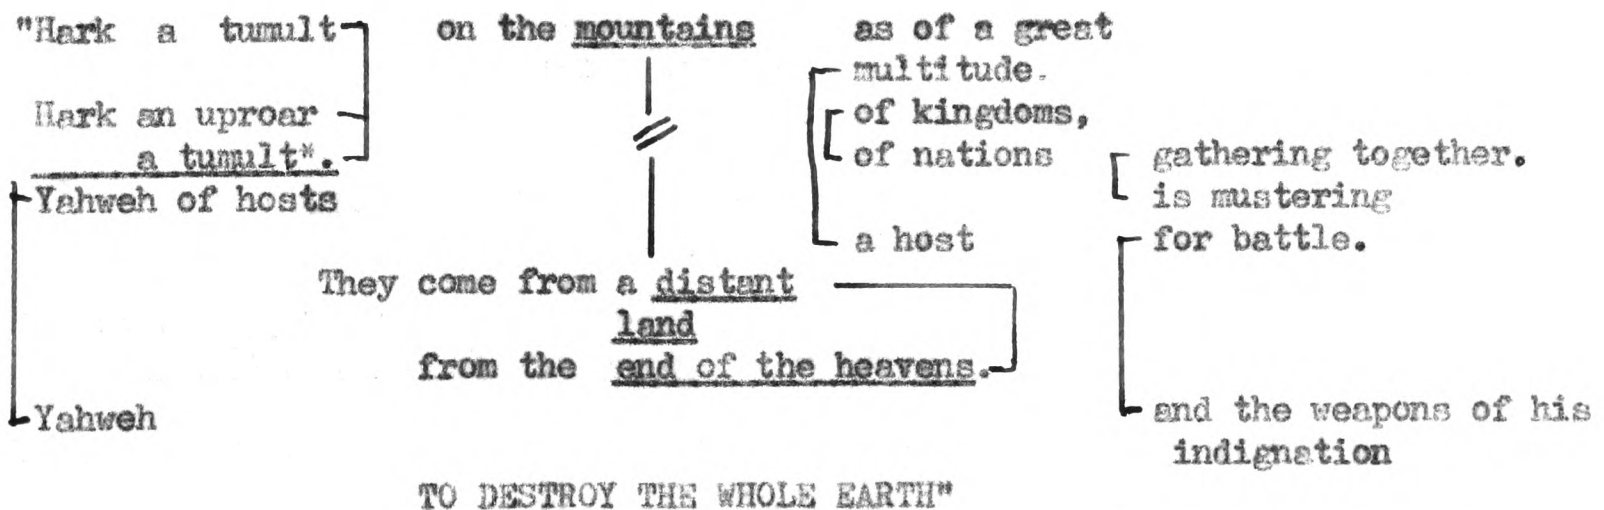 "Hark a tumult on the mountains as of a great
multitude.
Hark an uproar of kingdoms,
a tumult*. of nations gathering together.
Yahweh of hosts is mustering
a host for battle.
They come from a distant
land
from the end of the heavens.
Yahweh and the weapons of his
indignation
TO DESTROY THE WHOLE EARTH"